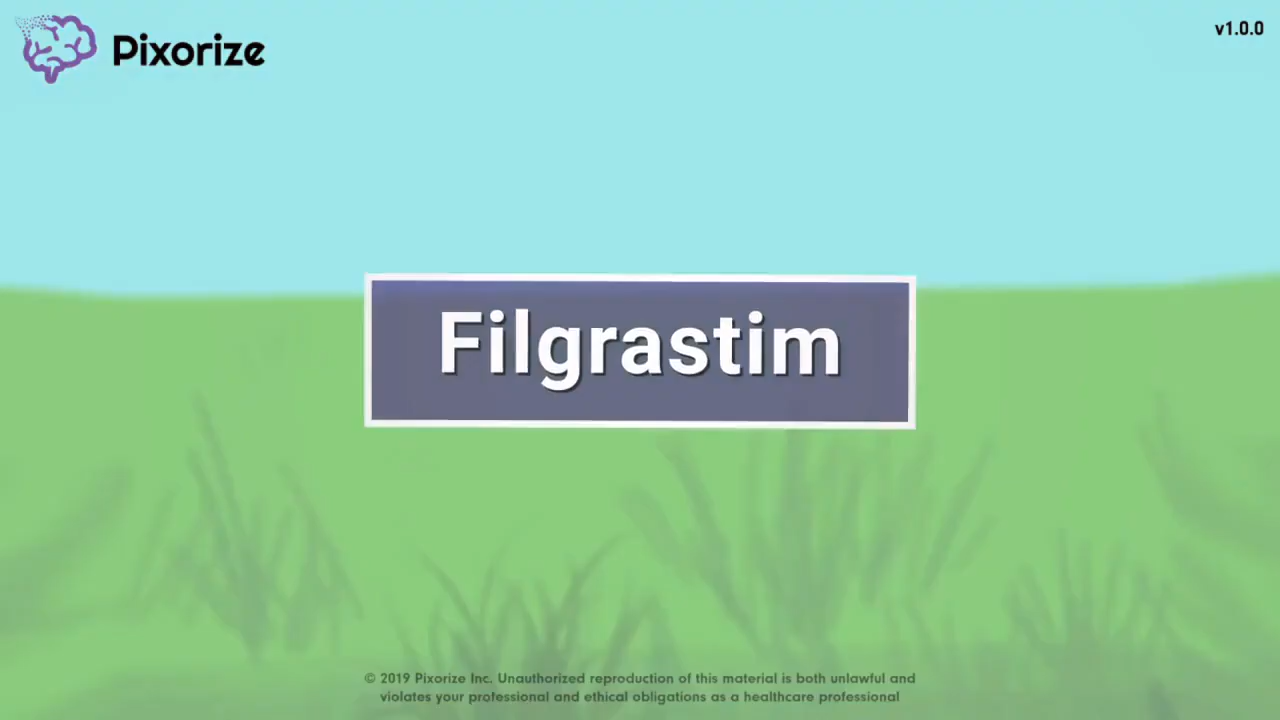 Pixorize
v1.0.0
Filgrastim
© 2019 Pixorize Inc. Unauthorized reproduction of this material is both unlawful and
violates your professional and ethical obligations as a healthcare professional